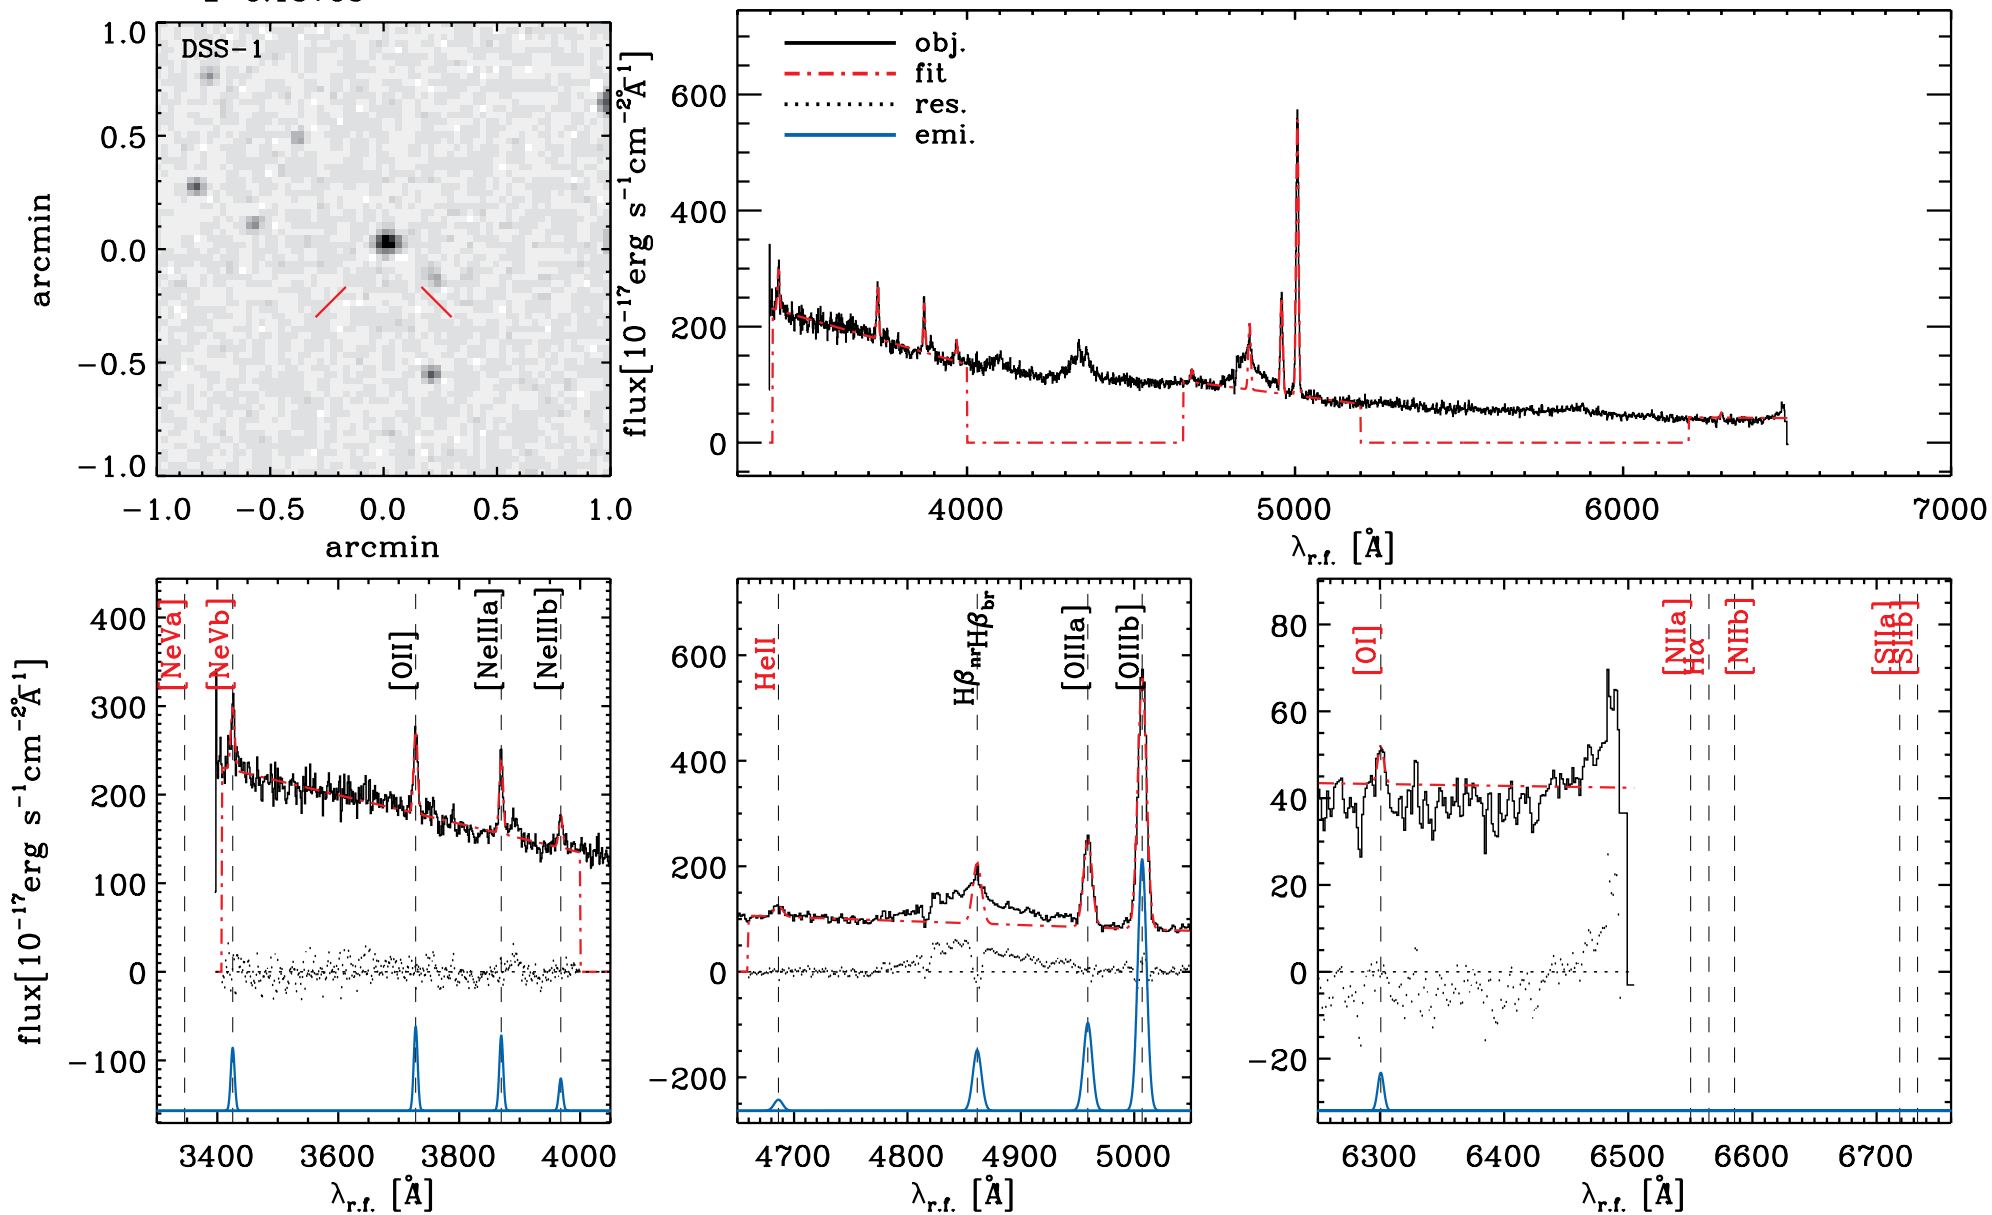 DSS-1
1.0
0.5
0.0
-0.5
-1.0
-1.0 -0.5 0.0 0.5 1.0
arcmin
arcmin
obj.
fit
res.
emi.
600
400
200
0
4000 5000 6000 7000
λr.f. [Å]
flux[10⁻¹⁷erg s⁻¹cm⁻²Å⁻¹]
[NeVa] [NeVb] [OII] [NeIIIa] [NeIIIb]
400
300
200
100
0
-100
3400 3600 3800 4000
λr.f. [Å]
flux[10⁻¹⁷erg s⁻¹cm⁻²Å⁻¹]
HeII Hβnr Hβbr [OIIIa] [OIIIb]
600
400
200
0
-200
4700 4800 4900 5000
λr.f. [Å]
[OI] [NIIa] Hα [NIIb] [SIIa] [SIIb]
80
60
40
20
0
-20
6300 6400 6500 6600 6700
λr.f. [Å]